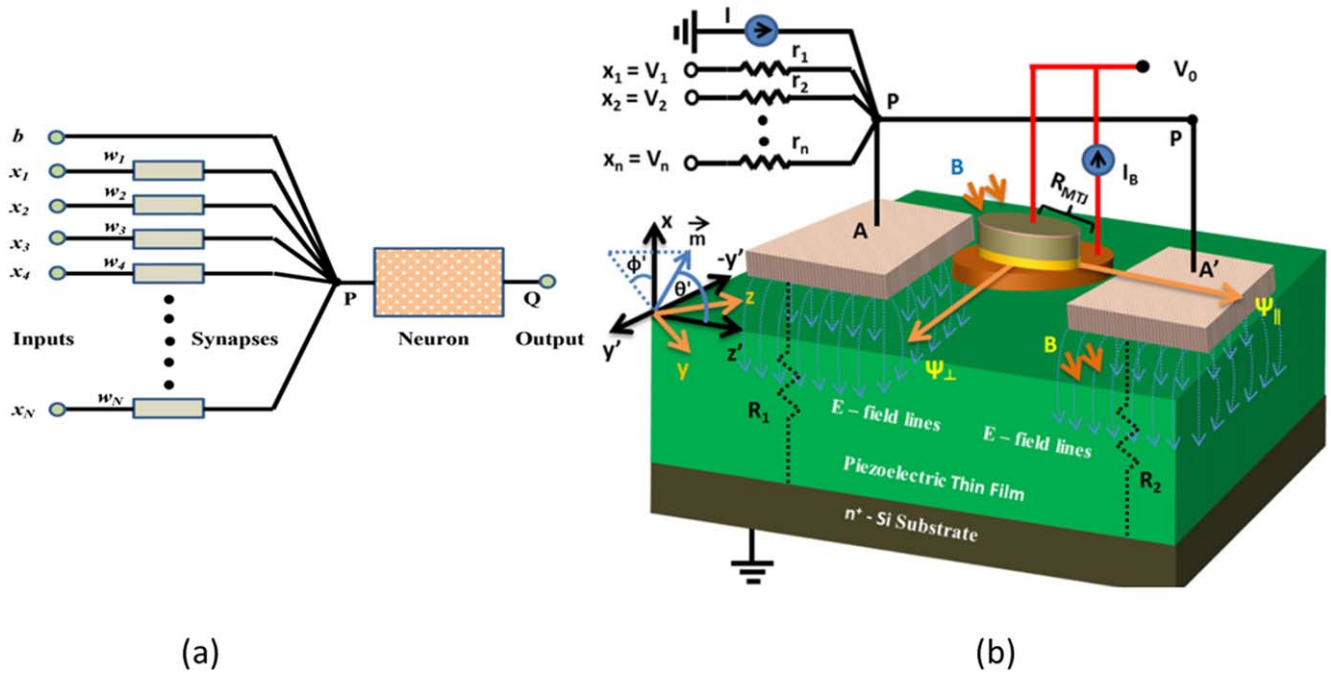 b
x1 w1
x2 w2
x3 w3
x4 w4
Inputs Synapses P Neuron Q Output
xN wN
(a)
I
x1 = V1 r1
x2 = V2 r2
xn = Vn rn
P
V0
P
IB
RMTJ
B
A
A'
x
m
-y'
ϕ'
θ'
z
y'
z'
y
Ψ||
B
Ψ⊥
R1
E – field lines
E – field lines
R2
Piezoelectric Thin Film
n+ - Si Substrate
(b)